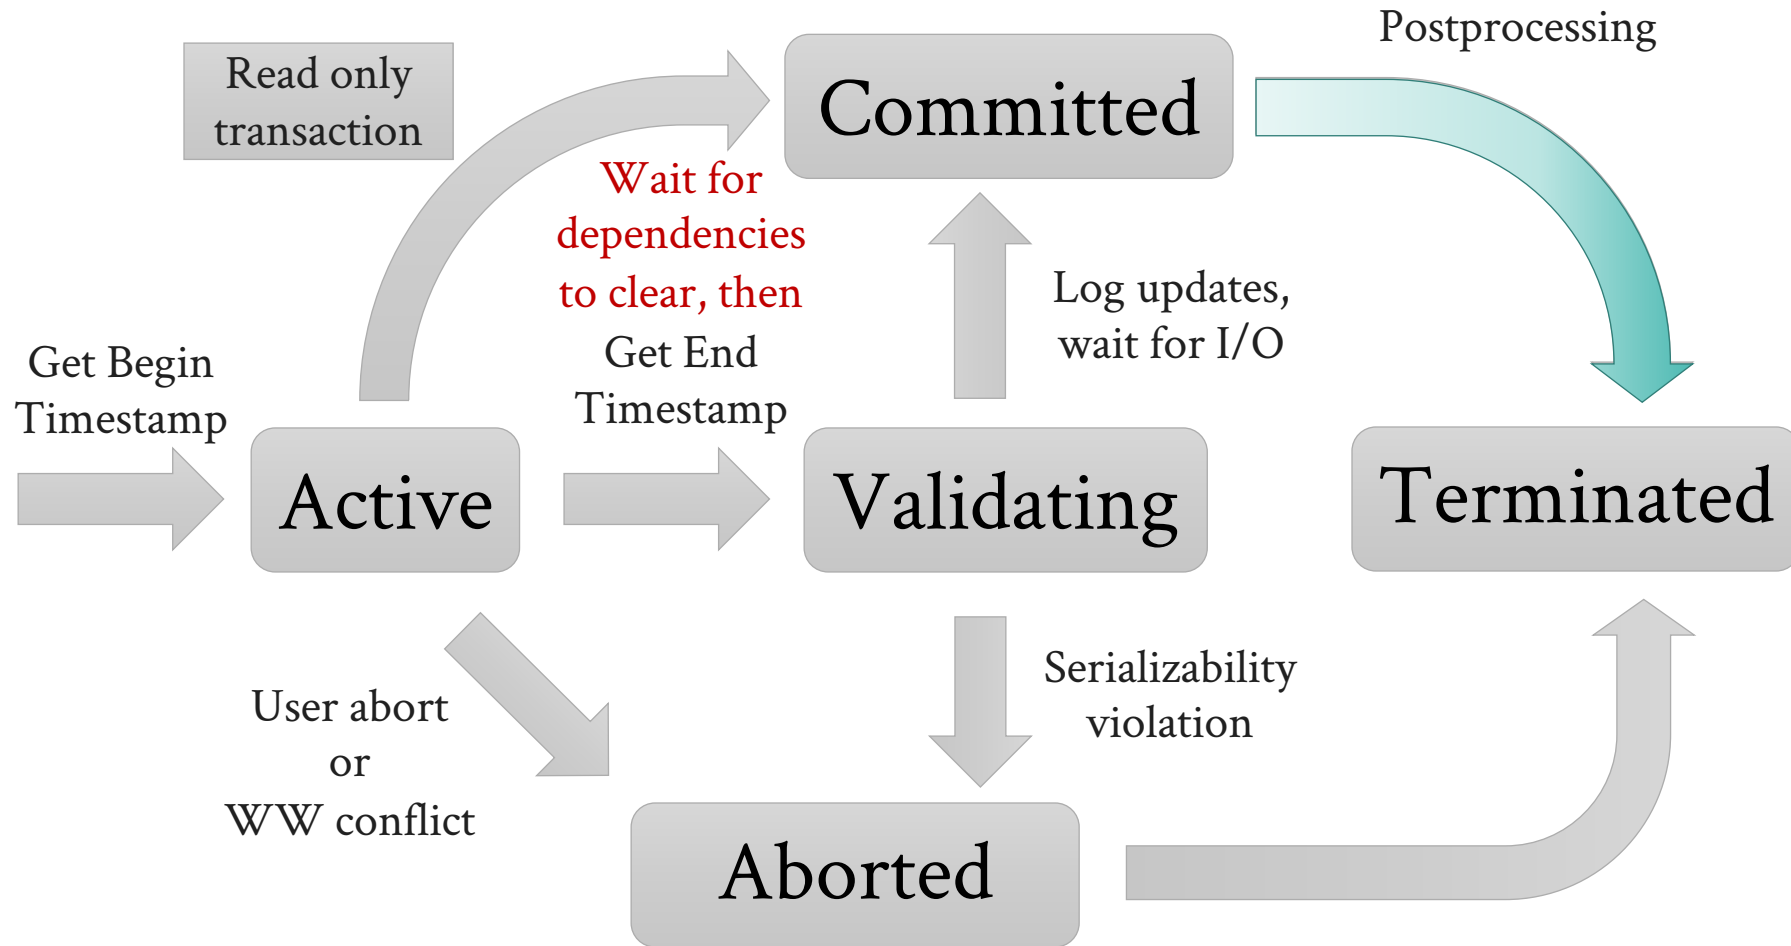 Postprocessing
Read only
transaction
Committed
Wait for
dependencies
to clear, then
Get End
Timestamp
Log updates,
wait for I/O
Get Begin
Timestamp
Active
Validating
Terminated
User abort
or
WW conflict
Serializability
violation
Aborted